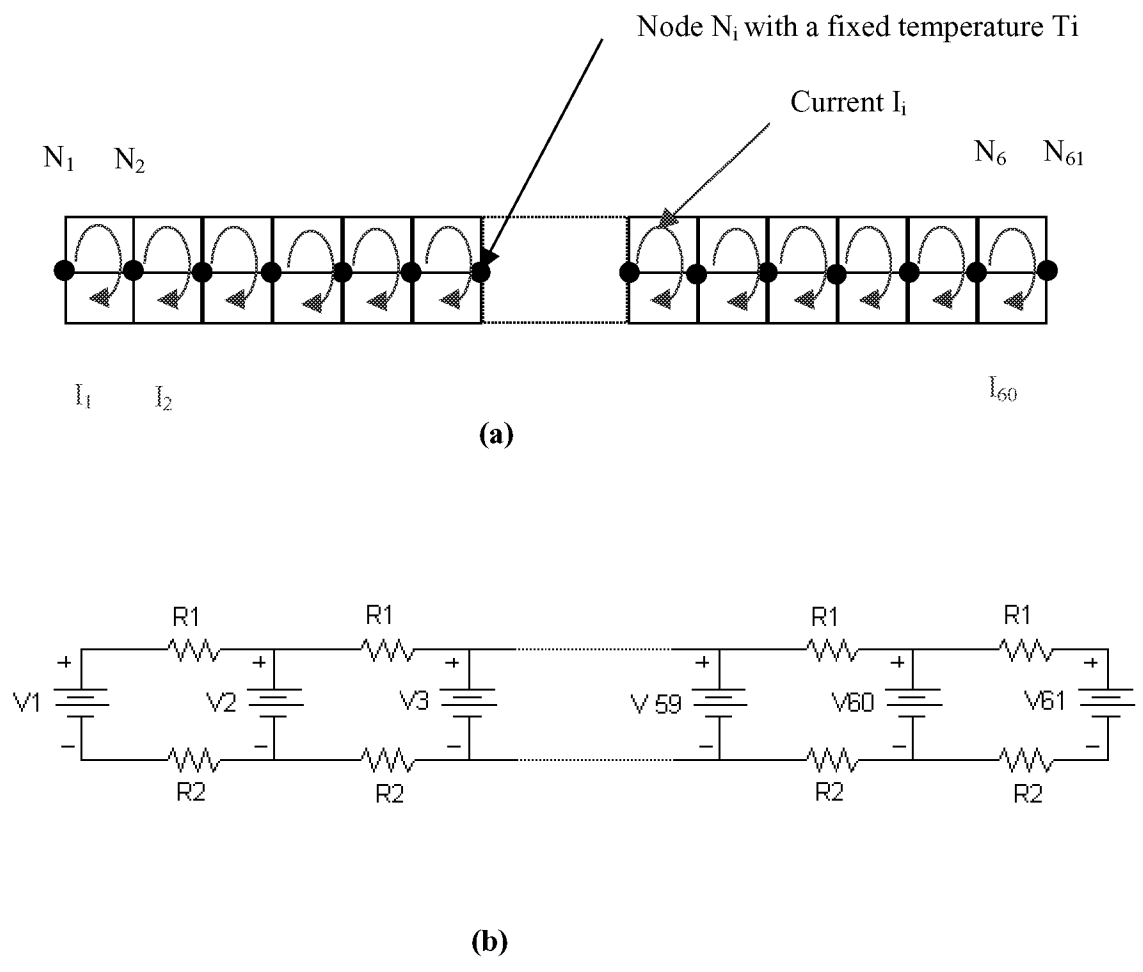 Node Nᵢ with a fixed temperature Ti
Current Iᵢ
N₁ N₂ N₆ N₆₁
I₁ I₂ I₆₀
(a)
R1 R1 R1 R1
+ + + + + +
V1 V2 V3 V 59 V60 V61
− − − − − −
R2 R2 R2 R2
(b)